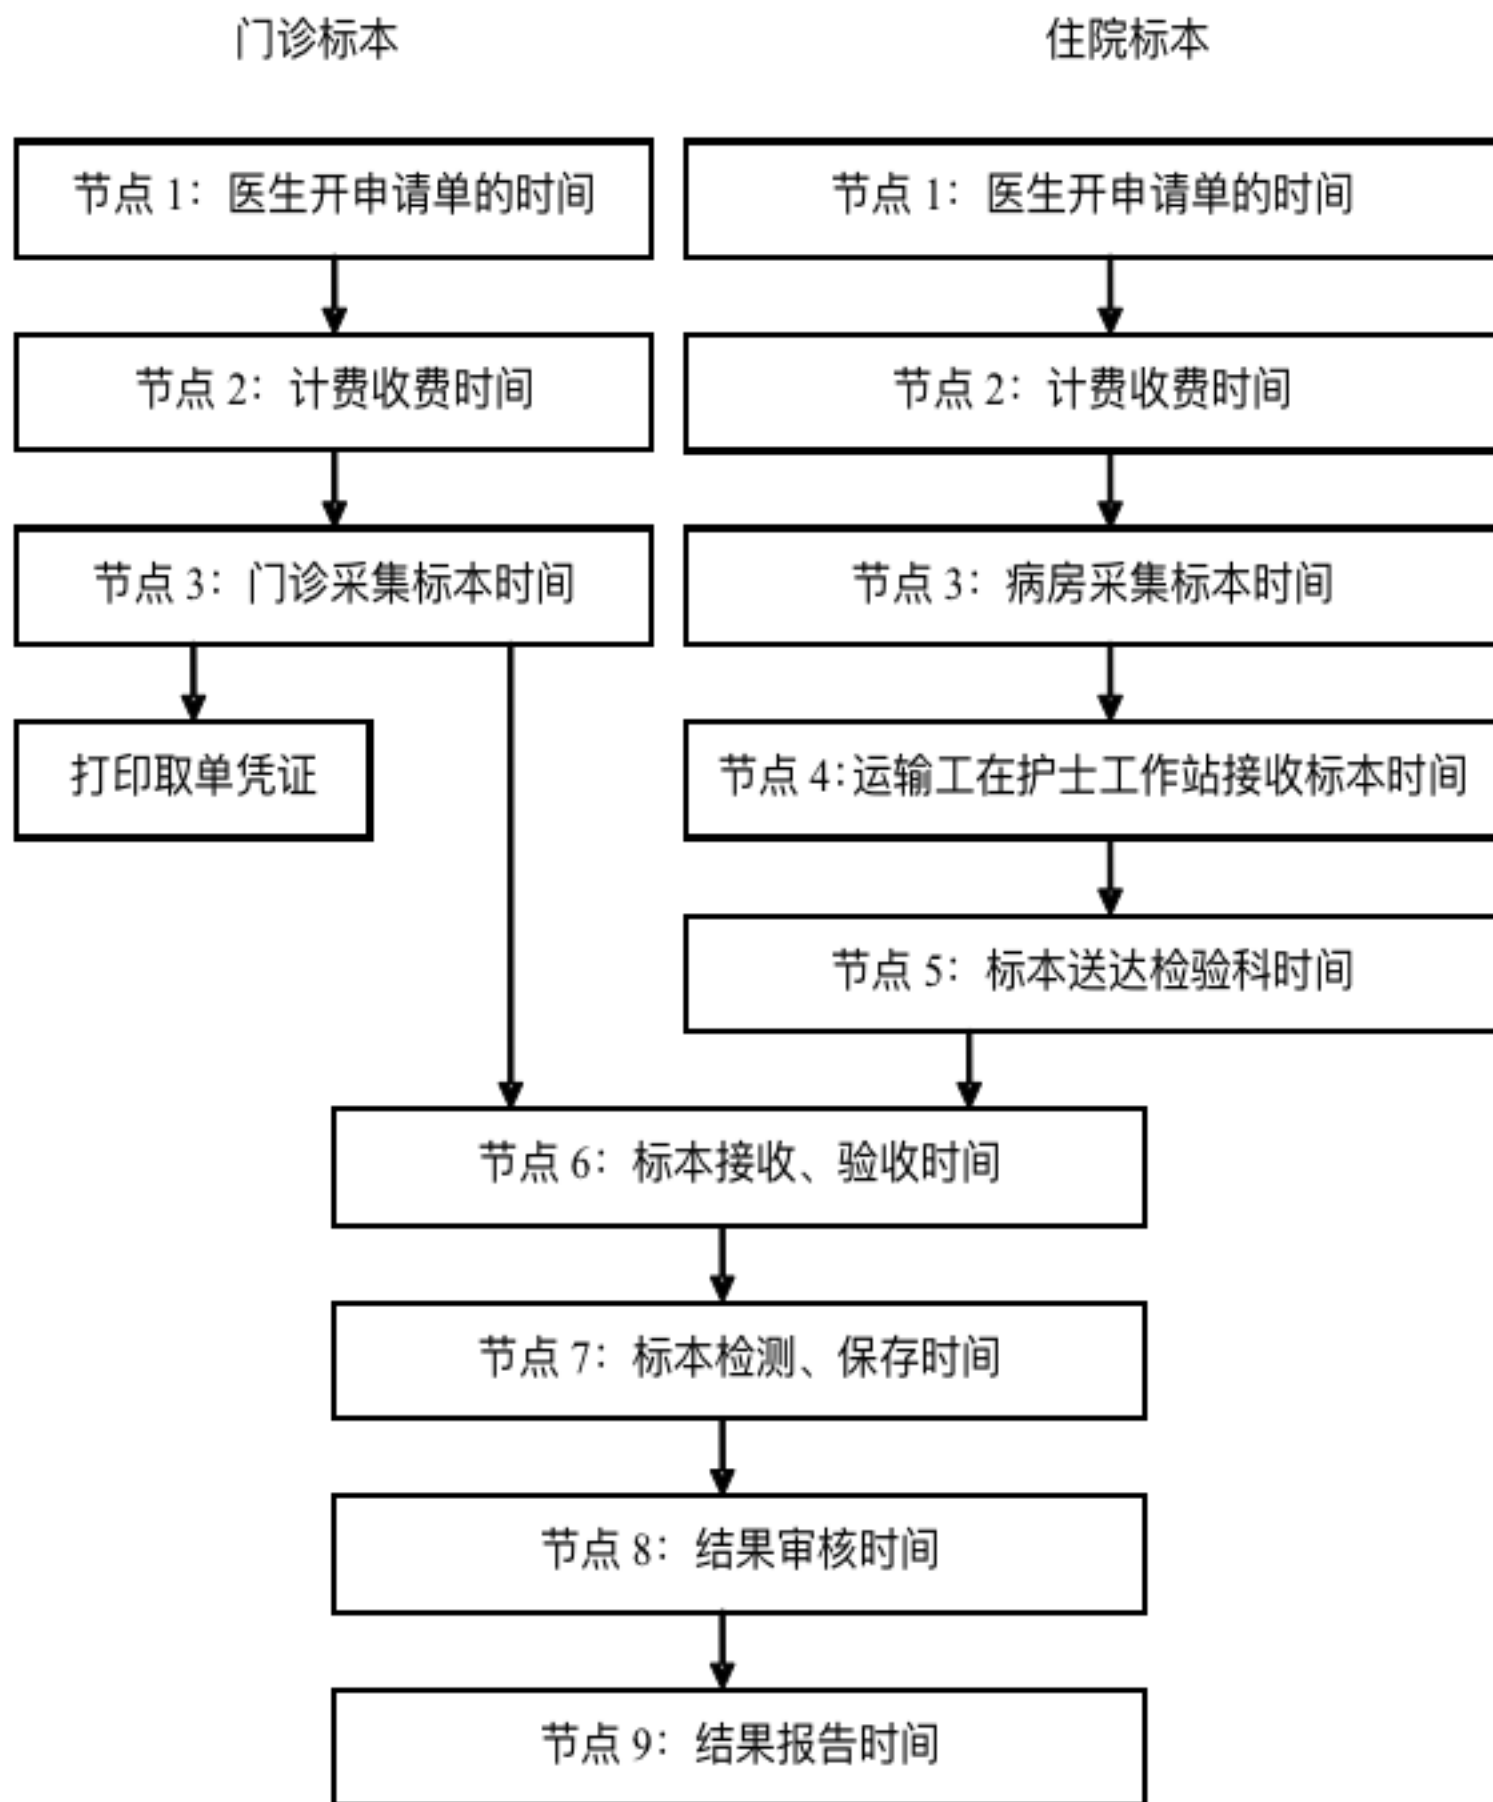 门诊标本
住院标本
节点 1：医生开申请单的时间
节点 1：医生开申请单的时间
节点 2：计费收费时间
节点 2：计费收费时间
节点 3：门诊采集标本时间
节点 3：病房采集标本时间
打印取单凭证
节点 4：运输工在护士工作站接收标本时间
节点 5：标本送达检验科时间
节点 6：标本接收、验收时间
节点 7：标本检测、保存时间
节点 8：结果审核时间
节点 9：结果报告时间